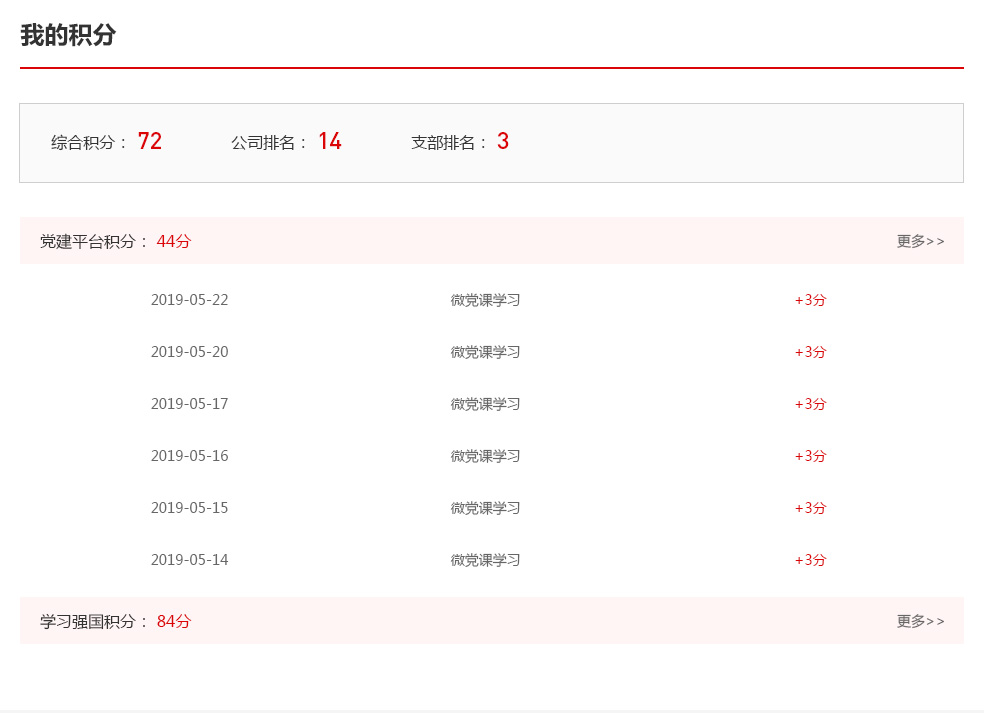 我的积分
综合积分： 72 公司排名： 14 支部排名： 3
党建平台积分： 44分 更多>>
2019-05-22 微党课学习 +3分
2019-05-20 微党课学习 +3分
2019-05-17 微党课学习 +3分
2019-05-16 微党课学习 +3分
2019-05-15 微党课学习 +3分
2019-05-14 微党课学习 +3分
学习强国积分： 84分 更多>>